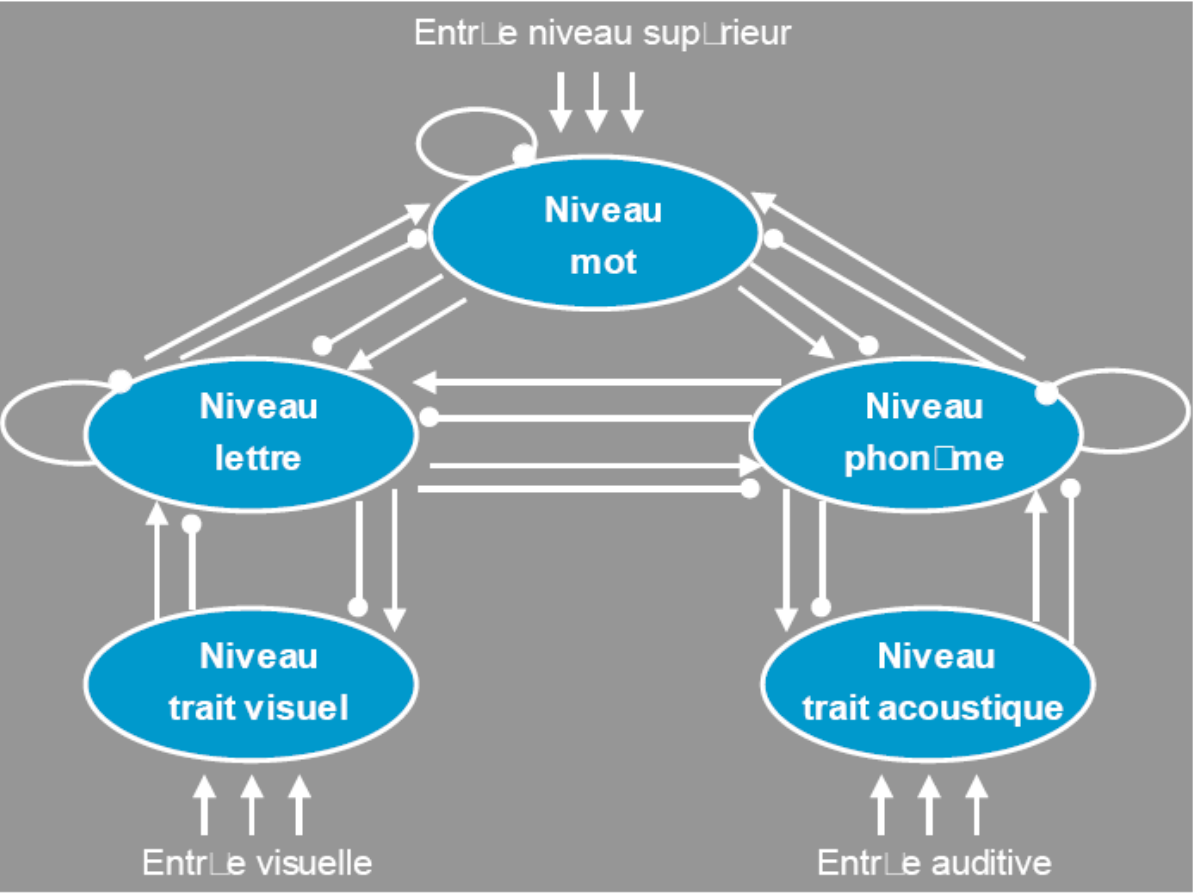 Entr□e niveau sup□rieur
Niveau
mot
Niveau
lettre
Niveau
phon□me
Niveau
trait visuel
Niveau
trait acoustique
Entr□e visuelle
Entr□e auditive